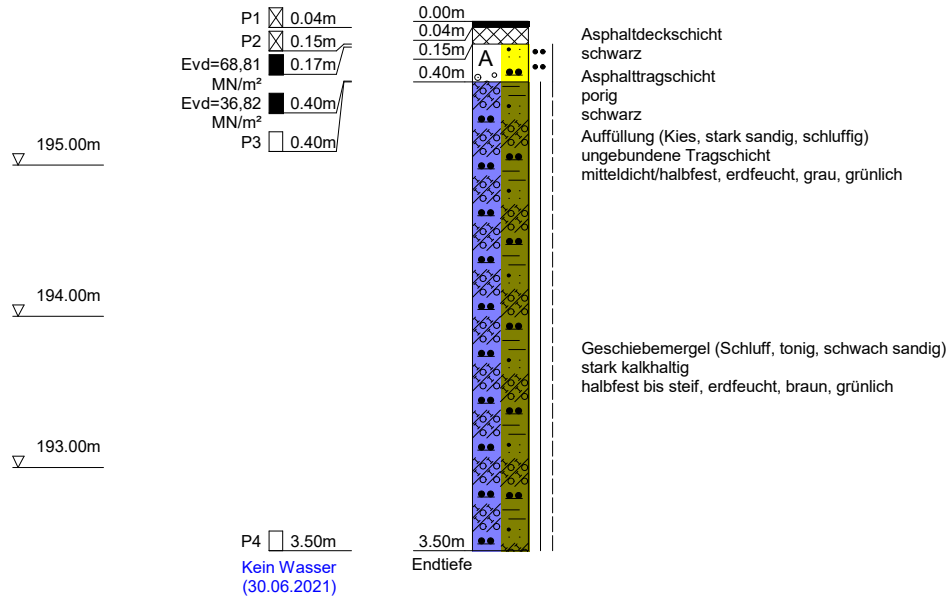 P1 0.04m
P2 0.15m
Evd=68,81 0.17m
MN/m²
Evd=36,82 0.40m
MN/m²
P3 0.40m
195.00m
194.00m
193.00m
P4 3.50m
Kein Wasser
(30.06.2021)
0.00m
0.04m
0.15m
0.40m
A
3.50m
Endtiefe
Asphaltdeckschicht
schwarz
Asphalttragschicht
porig
schwarz
Auffüllung (Kies, stark sandig, schluffig)
ungebundene Tragschicht
mitteldicht/halbfest, erdfeucht, grau, grünlich
Geschiebemergel (Schluff, tonig, schwach sandig)
stark kalkhaltig
halbfest bis steif, erdfeucht, braun, grünlich